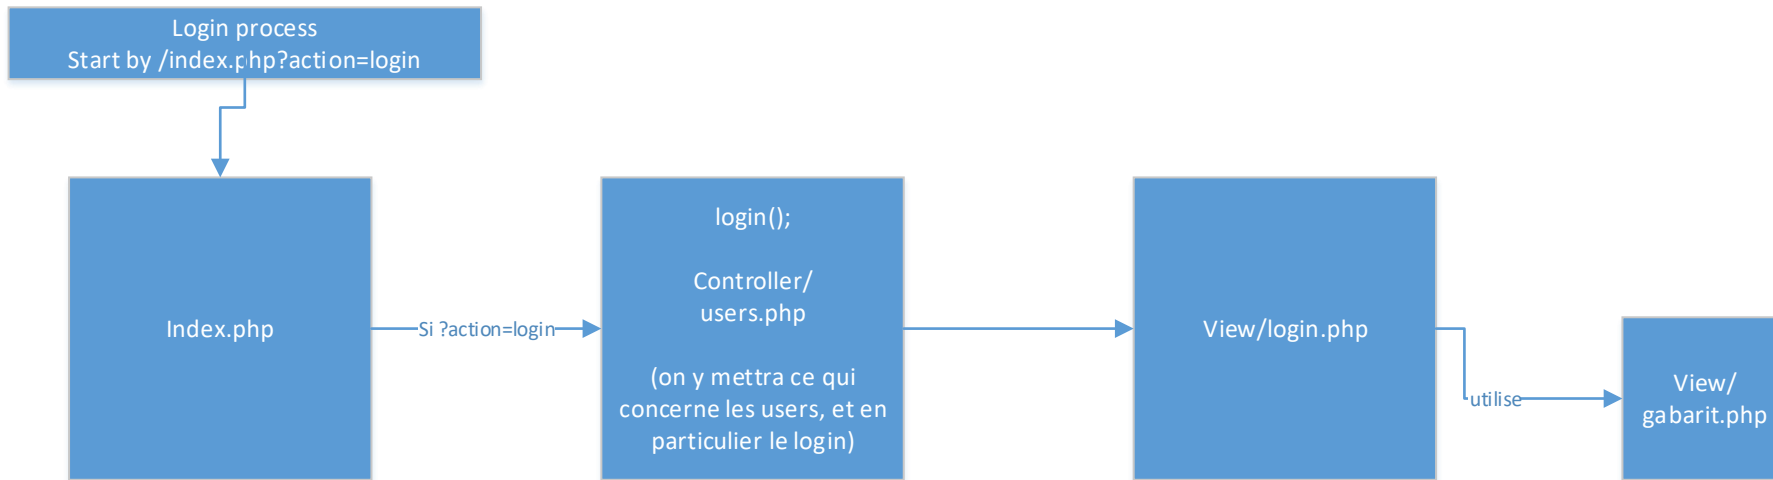 Login process
Start by /index.php?action=login
Index.php
Si ?action=login
login();
Controller/
users.php
(on y mettra ce qui
concerne les users, et en
particulier le login)
View/login.php
utilise
View/
gabarit.php